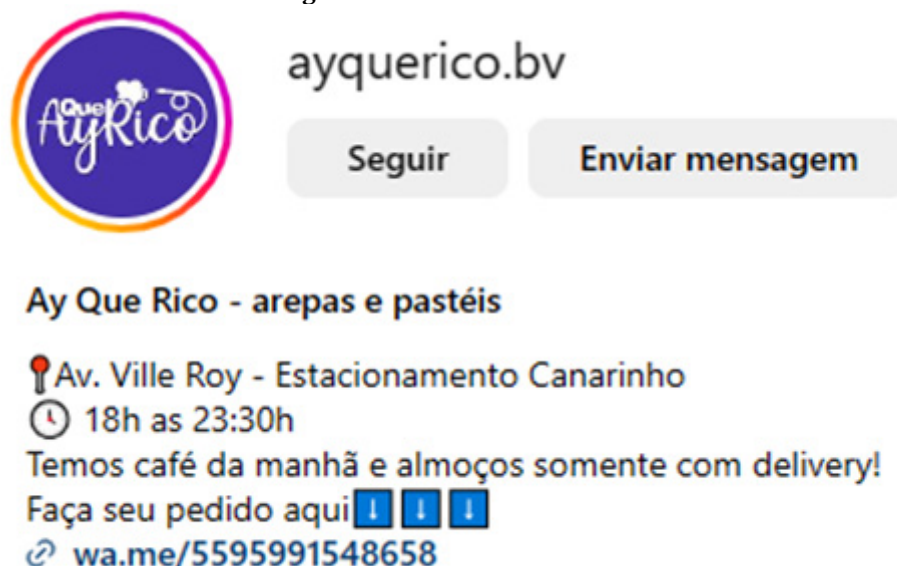 Que
AyRico
ayquerico.bv
Seguir
Enviar mensagem
Ay Que Rico - arepas e pastéis
📍Av. Ville Roy - Estacionamento Canarinho
🕓 18h as 23:30h
Temos café da manhã e almoços somente com delivery!
Faça seu pedido aqui⬇️⬇️⬇️
🔗 wa.me/5595991548658